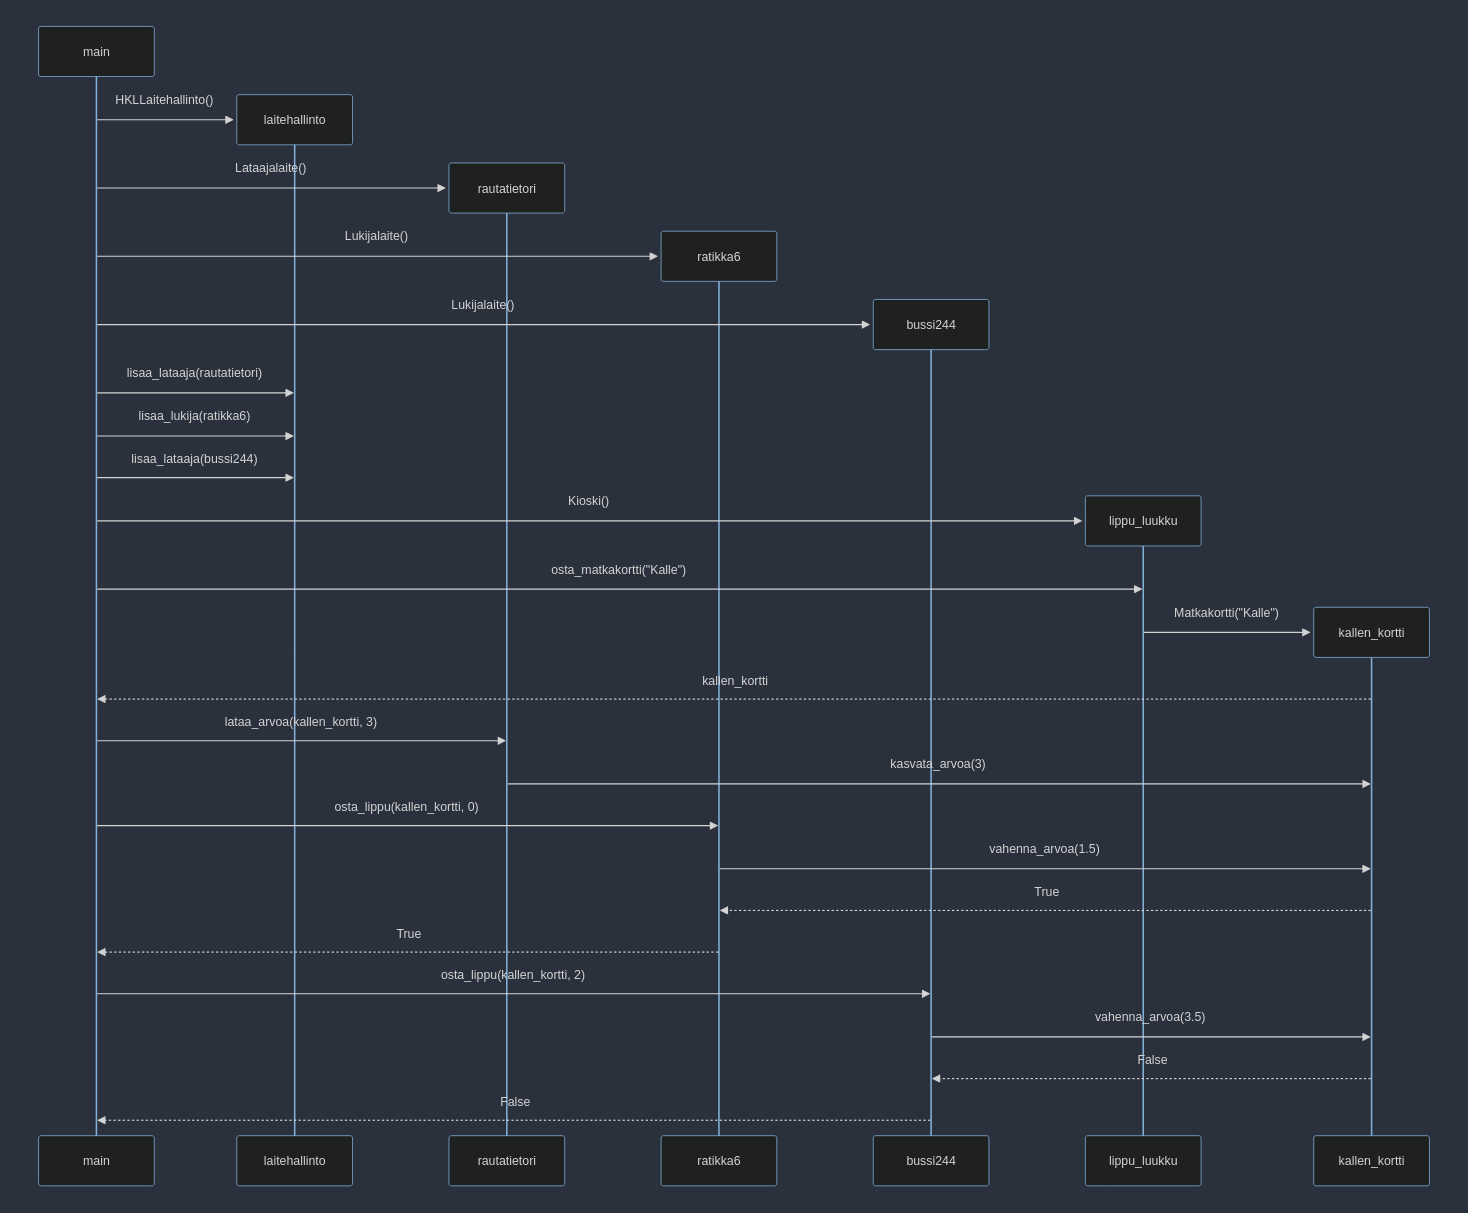 main
HKLLaitehallinto()
laitehallinto
Lataajalaite()
rautatietori
Lukijalaite()
ratikka6
Lukijalaite()
bussi244
lisaa_lataaja(rautatietori)
lisaa_lukija(ratikka6)
lisaa_lataaja(bussi244)
Kioski()
lippu_luukku
osta_matkakortti("Kalle")
Matkakortti("Kalle")
kallen_kortti
kallen_kortti
lataa_arvoa(kallen_kortti, 3)
kasvata_arvoa(3)
osta_lippu(kallen_kortti, 0)
vahenna_arvoa(1.5)
True
True
osta_lippu(kallen_kortti, 2)
vahenna_arvoa(3.5)
False
False
main laitehallinto rautatietori ratikka6 bussi244 lippu_luukku kallen_kortti